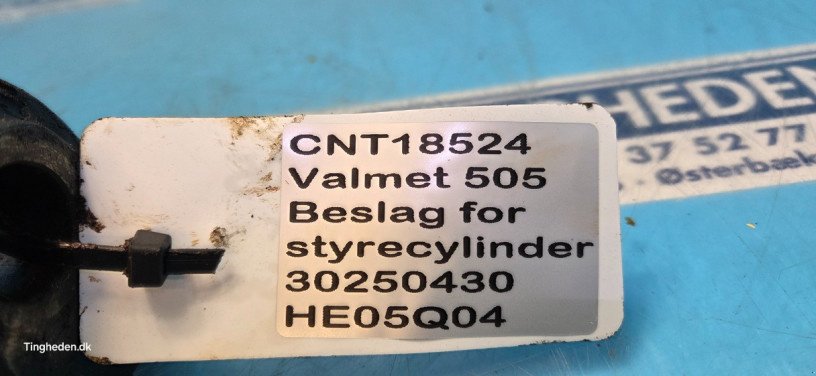 CNT18524
Valmet 505
Beslag for
styrecylinder
30250430
HE05Q04
HEDEN
37 52 77
Østerbæk
Tingheden.dk